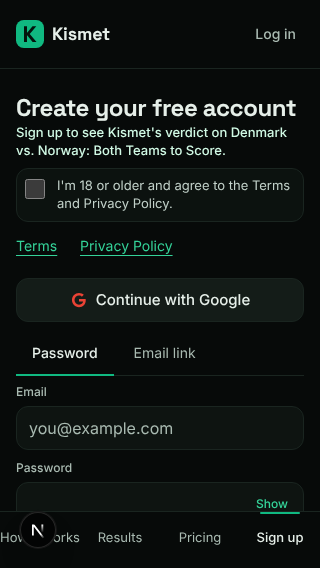 Kismet
Log in
Create your free account
Sign up to see Kismet's verdict on Denmark
vs. Norway: Both Teams to Score.
I'm 18 or older and agree to the Terms
and Privacy Policy.
Terms
Privacy Policy
Continue with Google
Password
Email link
Email
you@example.com
Password
Show
Results
Pricing
Sign up